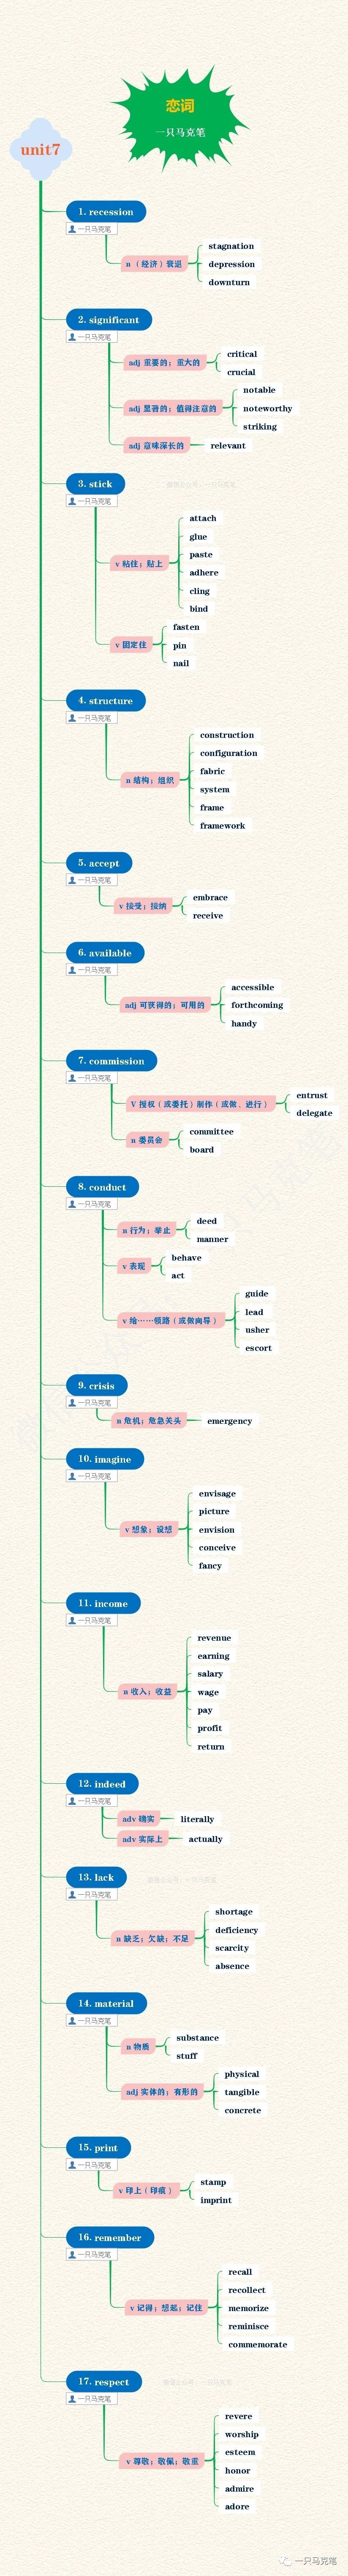 恋词
一只马克笔
unit7
1. recession
一只马克笔
n （经济）衰退
stagnation
depression
downturn
2. significant
一只马克笔
adj 重要的；重大的
critical
crucial
adj 显著的；值得注意的
notable
noteworthy
striking
adj 意味深长的
relevant
3. stick
一只马克笔
v 粘住；贴上
attach
glue
paste
adhere
cling
bind
v 固定住
fasten
pin
nail
4. structure
一只马克笔
n 结构；组织
construction
configuration
fabric
system
frame
framework
5. accept
一只马克笔
v 接受；接纳
embrace
receive
6. available
一只马克笔
adj 可获得的；可用的
accessible
forthcoming
handy
7. commission
一只马克笔
V 授权（或委托）制作（或做、进行）
entrust
delegate
n 委员会
committee
board
8. conduct
一只马克笔
n 行为；举止
deed
manner
v 表现
behave
act
v 给……领路（或做向导）
guide
lead
usher
escort
9. crisis
一只马克笔
n 危机；危急关头
emergency
10. imagine
一只马克笔
v 想象；设想
envisage
picture
envision
conceive
fancy
11. income
一只马克笔
n 收入；收益
revenue
earning
salary
wage
pay
profit
return
12. indeed
一只马克笔
adv 确实
literally
adv 实际上
actually
13. lack
一只马克笔
n 缺乏；欠缺；不足
shortage
deficiency
scarcity
absence
14. material
一只马克笔
n 物质
substance
stuff
adj 实体的；有形的
physical
tangible
concrete
15. print
一只马克笔
v 印上（印痕）
stamp
imprint
16. remember
一只马克笔
v 记得；想起；记住
recall
recollect
memorize
reminisce
commemorate
17. respect
一只马克笔
v 尊敬；敬佩；敬重
revere
worship
esteem
honor
admire
adore
一只马克笔